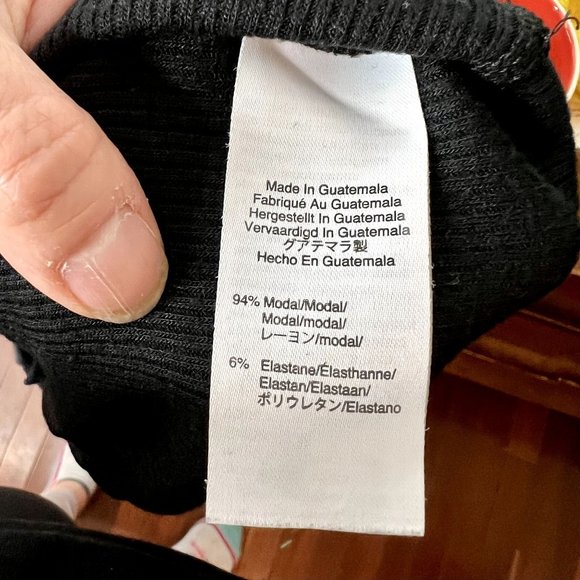 Made In Guatemala
Fabriqué Au Guatemala
Hergestellt In Guatemala
Vervaardigd In Guatemala
グアテマラ製
Hecho En Guatemala
94% Modal/Modal/
Modal/modal/
レーヨン/modal/
6% Elastane/Élasthanne/
Elastan/Elastaan/
ポリウレタン/Elastano